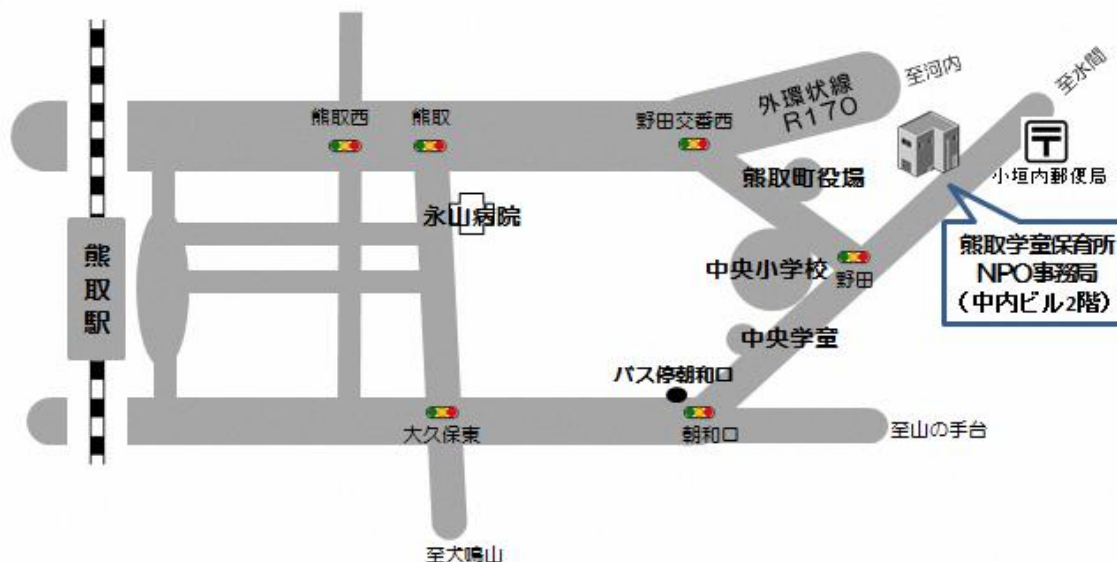 至水間
至河内
外環状線
R170
熊取西
熊取
野田交番西
小垣内郵便局
熊取町役場
永山病院
熊取学童保育所
NPO事務局
（中内ビル2階）
熊取駅
中央小学校
野田
中央学童
バス停朝和口
大久保東
朝和口
至山の手台
至犬鳴山